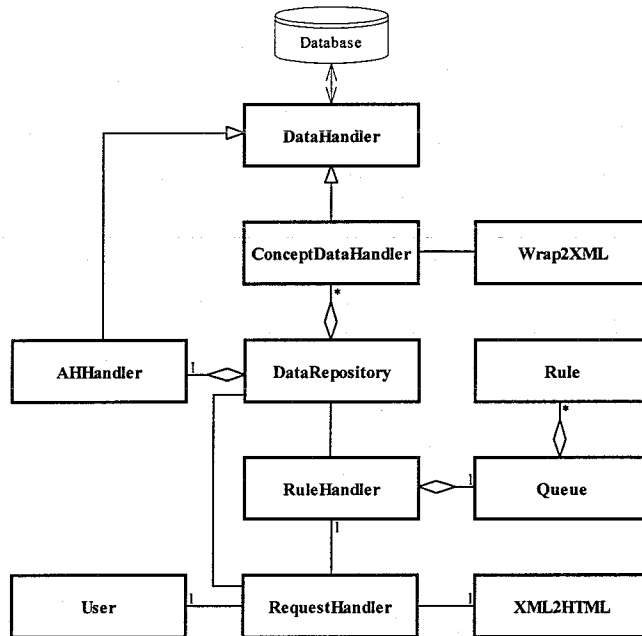 Database
DataHandler
ConceptDataHandler
Wrap2XML
*
AHHandler
1
DataRepository
Rule
*
RuleHandler
1
Queue
1
User
1
RequestHandler
1
XML2HTML